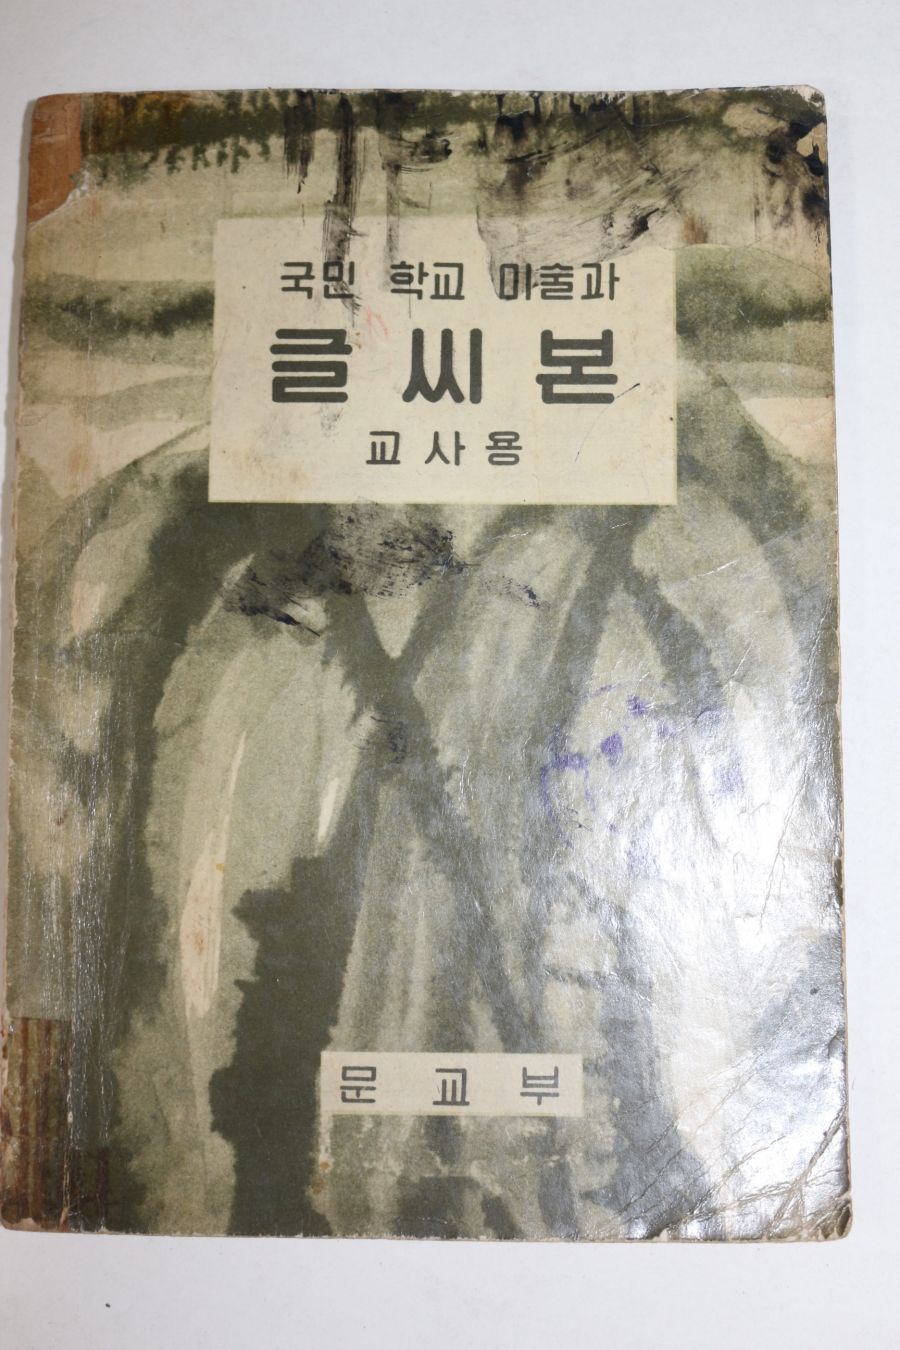 국민 학교 미술과
글씨본
교사용
문교부